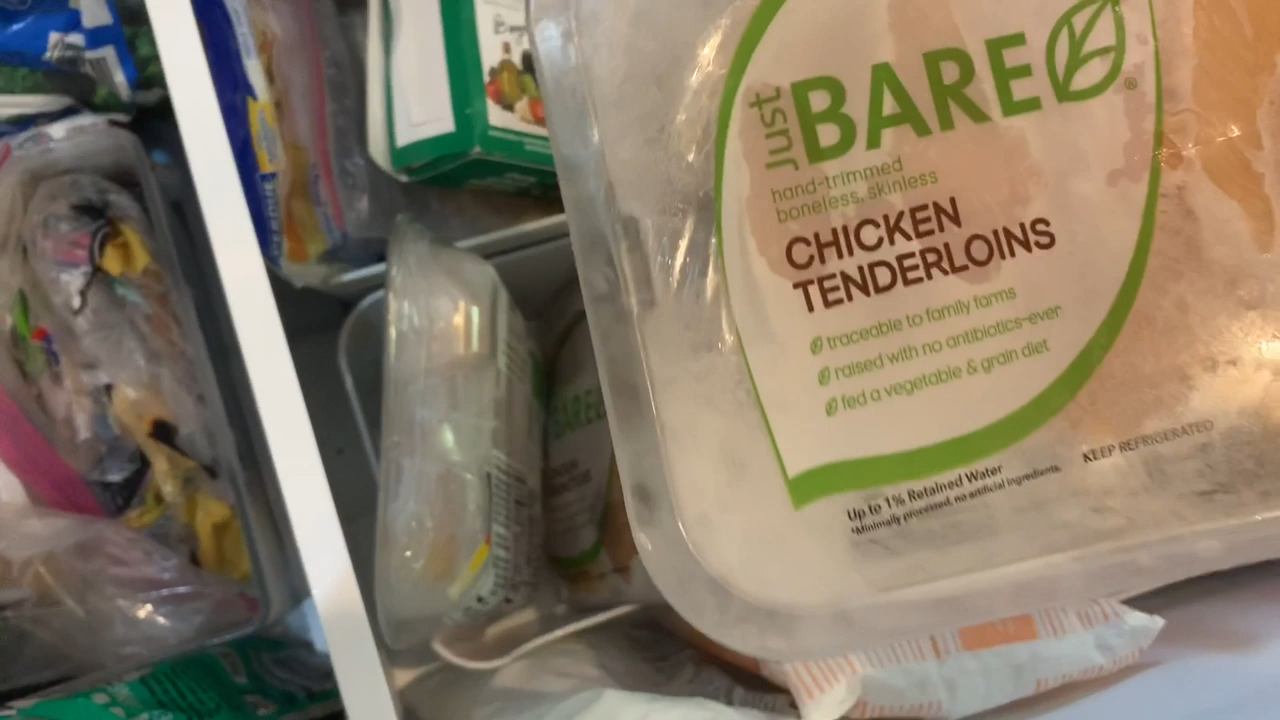 just
BARE®
hand-trimmed
boneless, skinless
CHICKEN
TENDERLOINS
traceable to family farms
raised with no antibiotics-ever
fed a vegetable & grain diet
Up to 1% Retained Water
*Minimally processed, no artificial ingredients.
KEEP REFRIGERATED
BARE